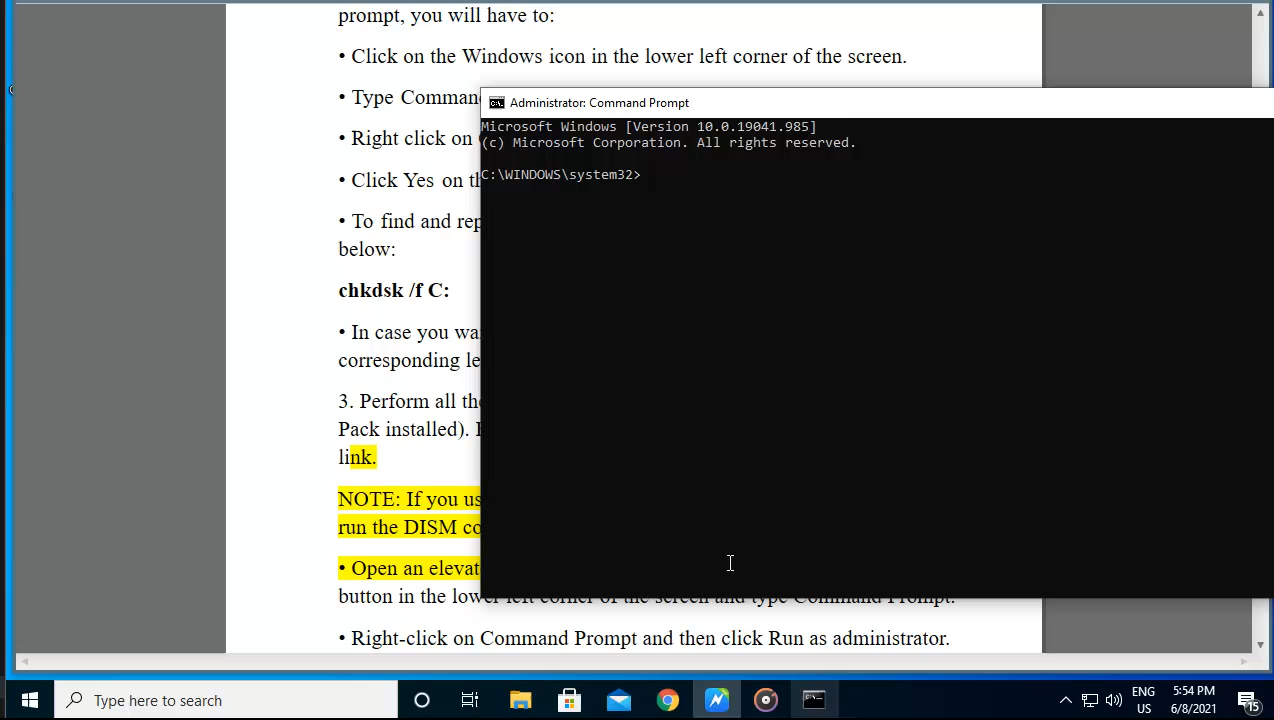 prompt, you will have to:
• Click on the Windows icon in the lower left corner of the screen.
• Type Comman
Administrator: Command Prompt
Microsoft Windows [Version 10.0.19041.985]
• Right click on
(c) Microsoft Corporation. All rights reserved.
• Click Yes on th
C:\WINDOWS\system32>
• To find and rep
below:
chkdsk /f C:
• In case you wa
corresponding le
3. Perform all the
Pack installed).
link.
NOTE: If you us
run the DISM co
• Open an elevat
button in the lower left corner of the screen and type Command Prompt.
• Right-click on Command Prompt and then click Run as administrator.
Type here to search
ENG
US
5:54 PM
6/8/2021
15